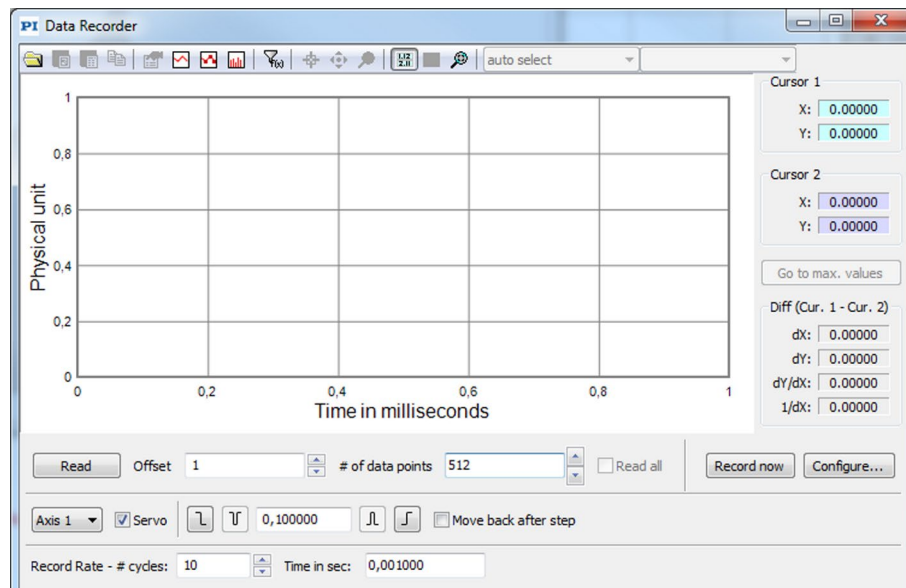 PI Data Recorder
f(x) 1.1/2 2.11 auto select
Cursor 1
X: 0.00000
Y: 0.00000
Cursor 2
X: 0.00000
Y: 0.00000
Go to max. values
Diff (Cur. 1 - Cur. 2)
dX: 0.00000
dY: 0.00000
dY/dX: 0.00000
1/dX: 0.00000
Physical unit
1
0,8
0,6
0,4
0,2
0
0 0,2 0,4 0,6 0,8 1
Time in milliseconds
Read Offset 1 # of data points 512 Read all Record now Configure...
Axis 1 Servo 0,100000 Move back after step
Record Rate - # cycles: 10 Time in sec: 0,001000